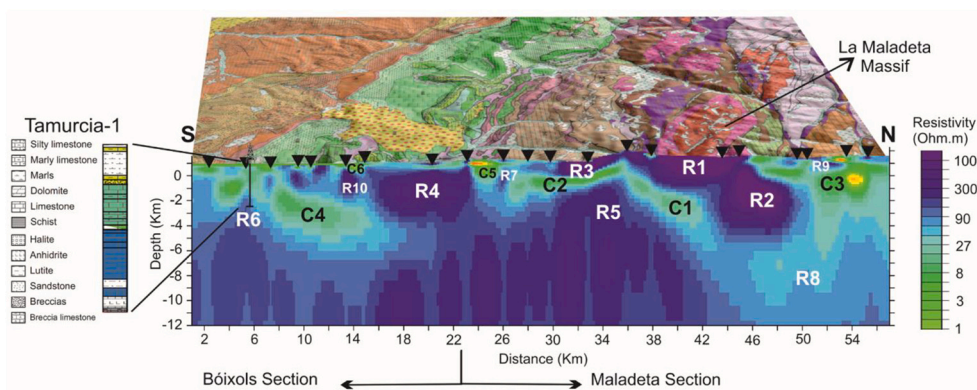 La Maladeta
Massif
S
N
Tamurcia-1
Silty limestone
Marly limestone
Marls
Dolomite
Limestone
Schist
Halite
Anhidrite
Lutite
Sandstone
Breccias
Breccia limestone
Depth (Km)
0
-2
-4
-6
-8
-10
-12
R6
C4
C6
R10
R4
C5
R7
C2
R3
R5
R1
C1
R2
R9
C3
R8
Resistivity
(Ohm.m)
1000
300
90
27
8
3
1
2
6
10
14
18
22
26
30
34
38
42
46
50
54
Distance (Km)
Bóixols Section
Maladeta Section